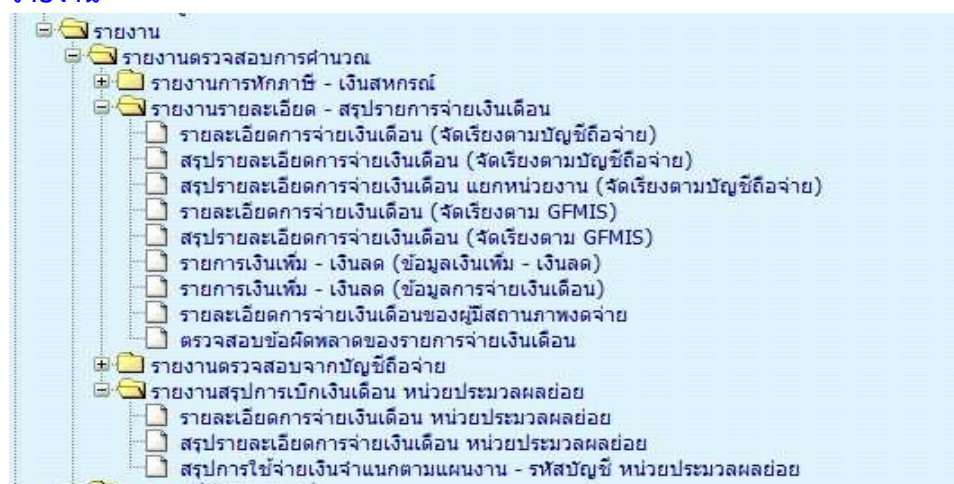 รายงาน
รายงานตรวจสอบการคำนวณ
รายงานการหักภาษี - เงินสหกรณ์
รายงานรายละเอียด - สรุปรายการจ่ายเงินเดือน
รายละเอียดการจ่ายเงินเดือน (จัดเรียงตามบัญชีถือจ่าย)
สรุปรายละเอียดการจ่ายเงินเดือน (จัดเรียงตามบัญชีถือจ่าย)
สรุปรายละเอียดการจ่ายเงินเดือน แยกหน่วยงาน (จัดเรียงตามบัญชีถือจ่าย)
รายละเอียดการจ่ายเงินเดือน (จัดเรียงตาม GFMIS)
สรุปรายละเอียดการจ่ายเงินเดือน (จัดเรียงตาม GFMIS)
รายการเงินเพิ่ม - เงินลด (ข้อมูลเงินเพิ่ม - เงินลด)
รายการเงินเพิ่ม - เงินลด (ข้อมูลการจ่ายเงินเดือน)
รายละเอียดการจ่ายเงินเดือนของผู้มีสถานภาพงดจ่าย
ตรวจสอบข้อผิดพลาดของรายการจ่ายเงินเดือน
รายงานตรวจสอบจากบัญชีถือจ่าย
รายงานสรุปการเบิกเงินเดือน หน่วยประมวลผลย่อย
รายละเอียดการจ่ายเงินเดือน หน่วยประมวลผลย่อย
สรุปรายละเอียดการจ่ายเงินเดือน หน่วยประมวลผลย่อย
สรุปการใช้จ่ายเงินจำแนกตามแผนงาน - รหัสบัญชี หน่วยประมวลผลย่อย